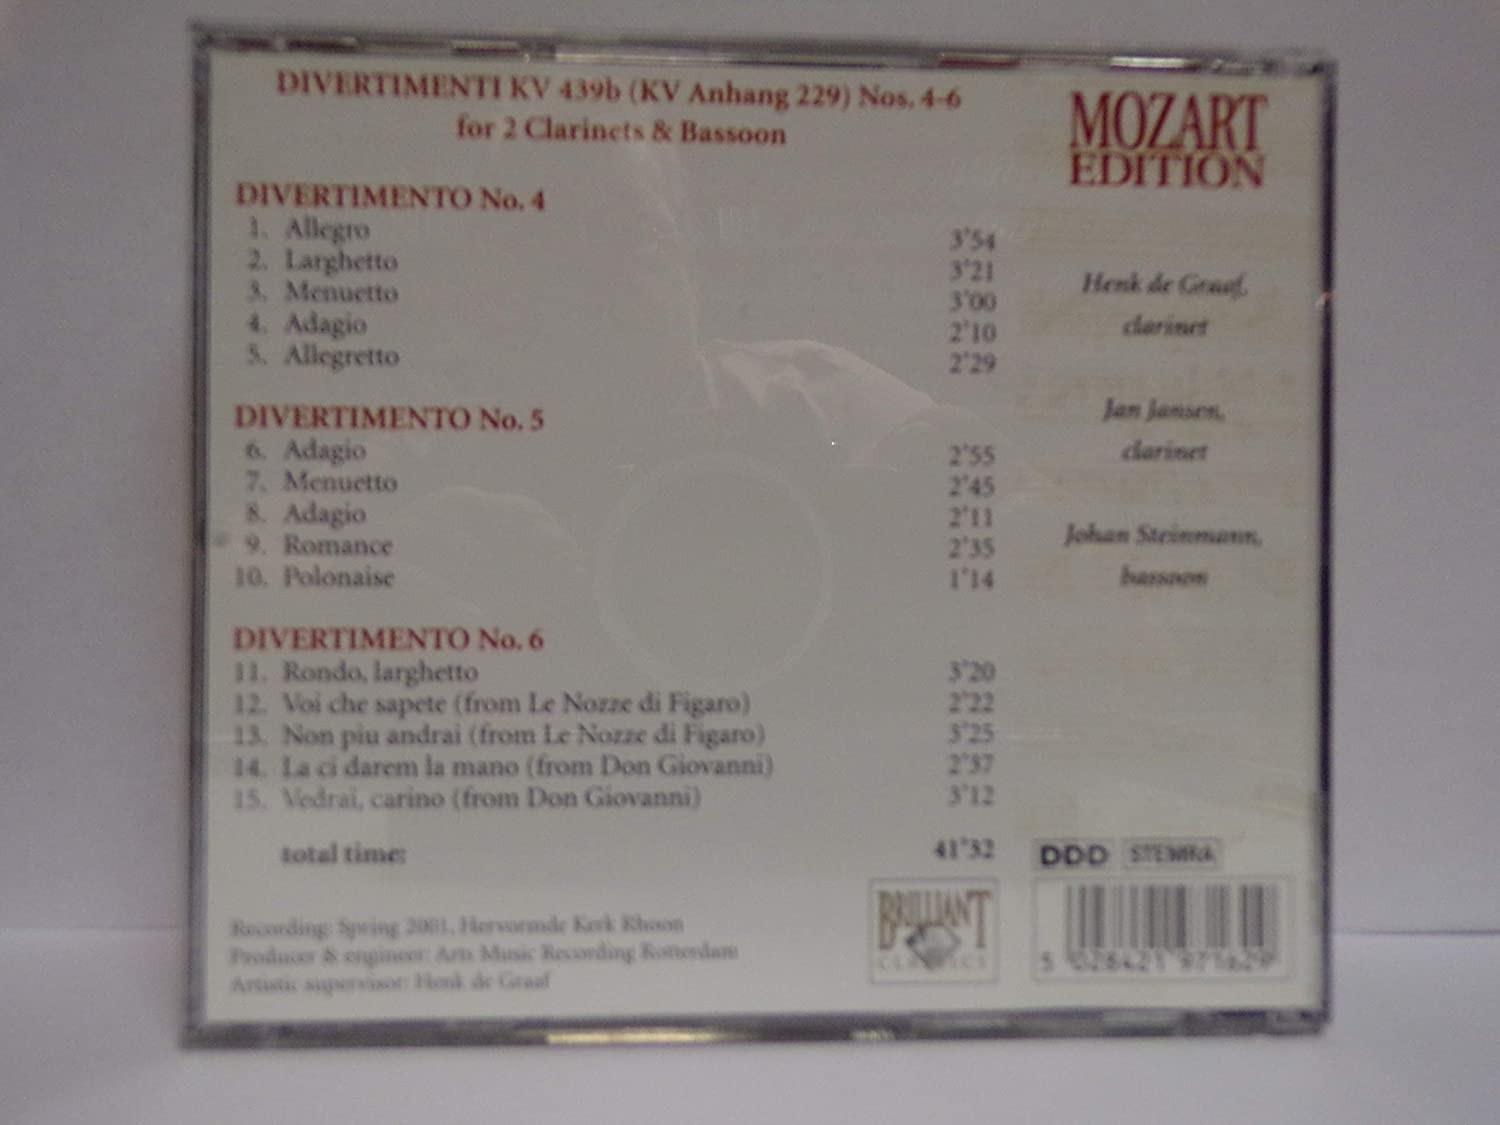 DIVERTIMENTI KV 439b (KV Anhang 229) Nos. 4-6
for 2 Clarinets & Bassoon
MOZART
EDITION
DIVERTIMENTO No. 4
1. Allegro 3'54
2. Larghetto 3'21
3. Menuetto 3'00
4. Adagio 2'10
5. Allegretto 2'29
DIVERTIMENTO No. 5
6. Adagio 2'55
7. Menuetto 2'45
8. Adagio 2'11
9. Romance 2'35
10. Polonaise 1'14
DIVERTIMENTO No. 6
11. Rondo, larghetto 3'20
12. Voi che sapete (from Le Nozze di Figaro) 2'22
13. Non piu andrai (from Le Nozze di Figaro) 3'25
14. La ci darem la mano (from Don Giovanni) 2'37
15. Vedrai, carino (from Don Giovanni) 3'12
total time: 41'32
Henk de Graaf,
clarinet
Jan Jansen,
clarinet
Johan Steinmann,
bassoon
Recording: Spring 2001, Hervormde Kerk Rhoon
Producer & engineer: Arts Music Recording Rotterdam
Artistic supervisor: Henk de Graaf
BRILLIANT
CLASSICS
DDD STEMRA
5 028421 971629